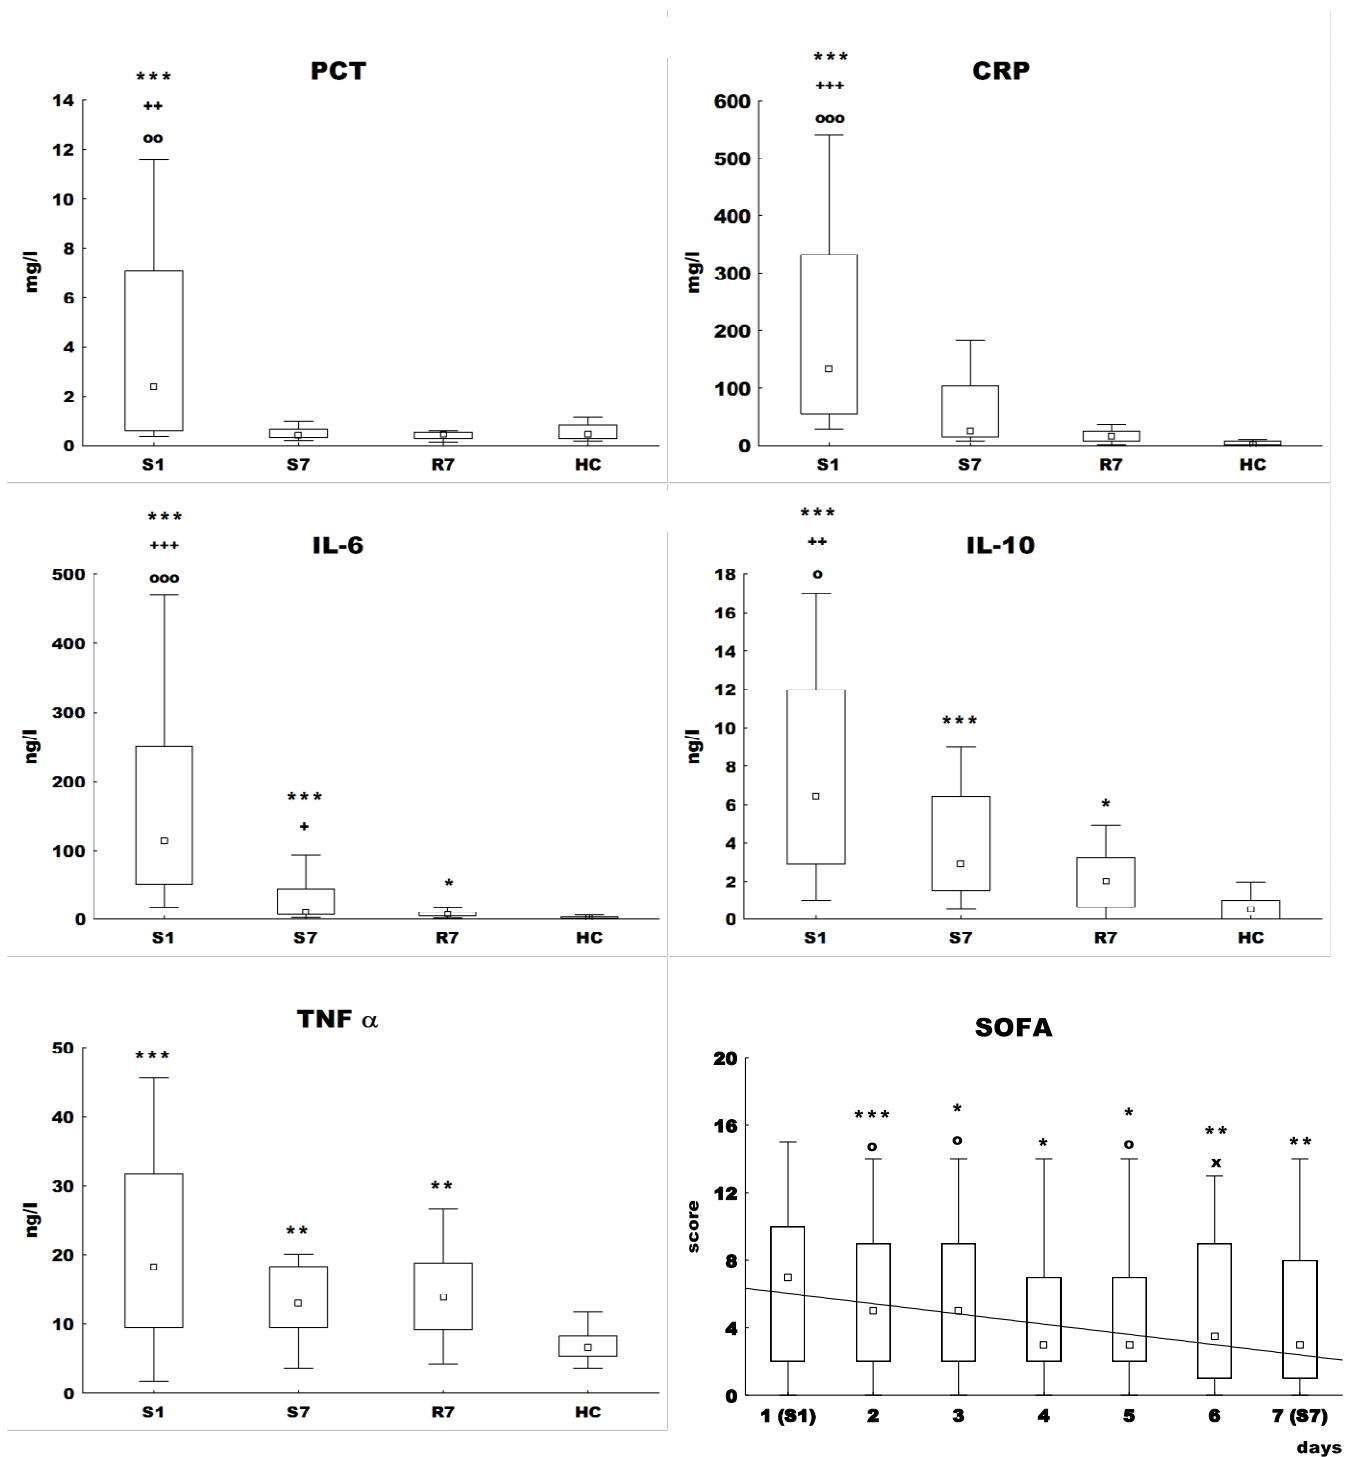 PCT
***
++
oo
14
12
10
8
6
4
2
0
mg/l
S1 S7 R7 HC
CRP
***
+++
ooo
600
500
400
300
200
100
0
mg/l
S1 S7 R7 HC
IL-6
***
+++
ooo
500
400
300
200
100
0
ng/l
***
+
*
S1 S7 R7 HC
IL-10
***
++
o
18
16
14
12
10
8
6
4
2
0
ng/l
***
*
S1 S7 R7 HC
TNF α
50
40
30
20
10
0
ng/l
***
**
**
S1 S7 R7 HC
SOFA
20
16
12
8
4
0
score
***
o
*
o
*
*
o
**
x
**
1 (S1) 2 3 4 5 6 7 (S7)
days